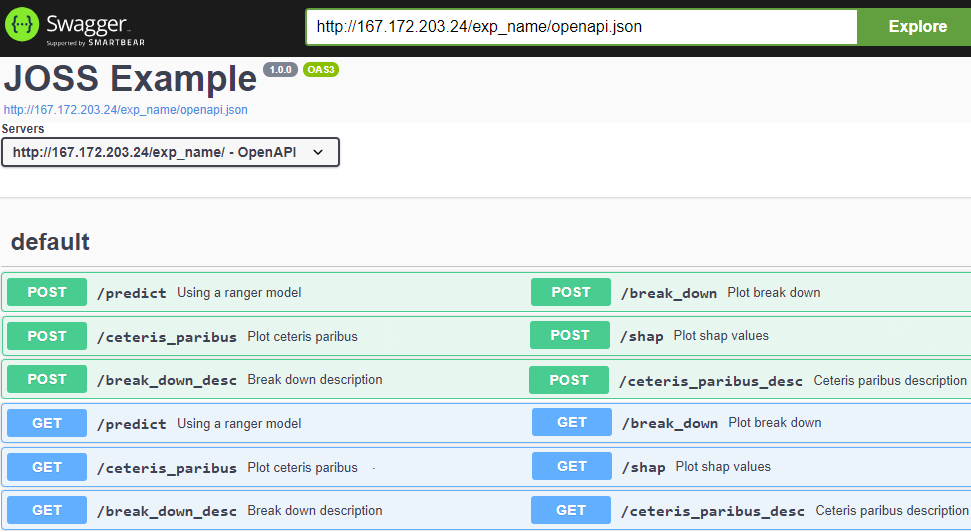 Swagger
Supported by SMARTBEAR
http://167.172.203.24/exp_name/openapi.json
Explore
JOSS Example 1.0.0 OAS3
http://167.172.203.24/exp_name/openapi.json
Servers
http://167.172.203.24/exp_name/ - OpenAPI
default
POST /predict Using a ranger model POST /break_down Plot break down
POST /ceteris_paribus Plot ceteris paribus POST /shap Plot shap values
POST /break_down_desc Break down description POST /ceteris_paribus_desc Ceteris paribus description
GET /predict Using a ranger model GET /break_down Plot break down
GET /ceteris_paribus Plot ceteris paribus GET /shap Plot shap values
GET /break_down_desc Break down description GET /ceteris_paribus_desc Ceteris paribus description